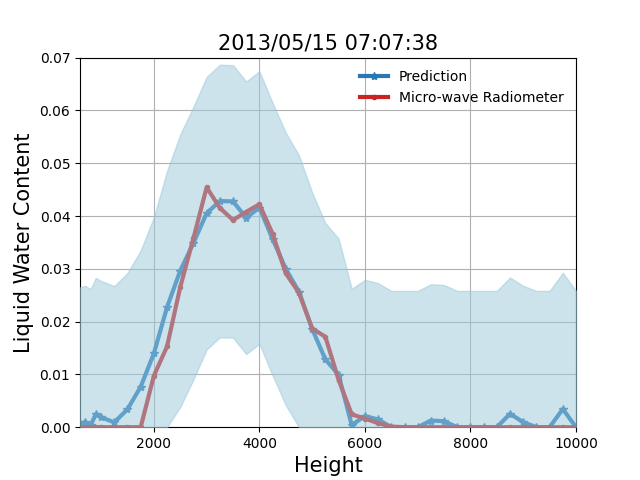 2013/05/15 07:07:38
Prediction
Micro-wave Radiometer
Liquid Water Content
0.07
0.06
0.05
0.04
0.03
0.02
0.01
0.00
2000 4000 6000 8000 10000
Height